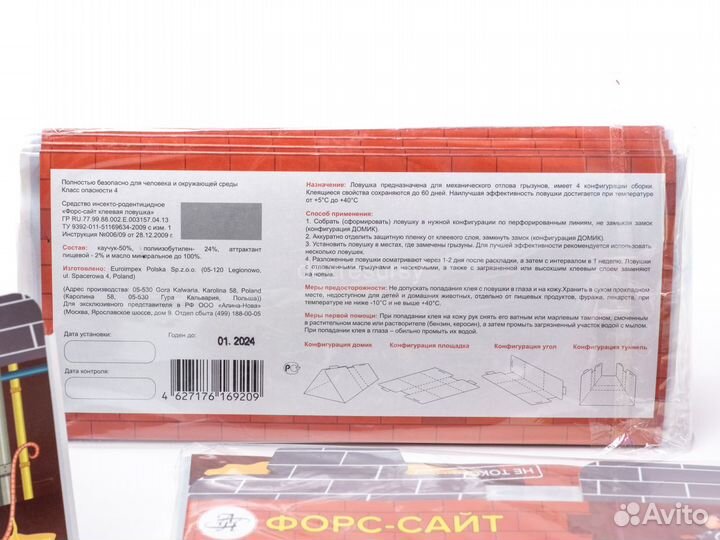 Полностью безопасно для человека и окружающей среды
Класс опасности 4
Средство инсекто-родентицидное
«Форс-сайт клеевая ловушка»
ГР RU.77.99.88.002.Е.003157.04.13
ТУ 9392-011-51169634-2009 с изм. 1
Инструкция №006/09 от 28.12.2009 г.
Состав: каучук-50%, полиизобутилен- 24%, аттрактант
пищевой - 2% и масло минеральное до 100%.
Изготовлено: Euroimpex Polska Sp.z.o.o. (05-120 Legionowo,
ul. Spacerowa 4, Poland)
(Адрес производства: 05-530 Gora Kalwaria, Karolina 58, Poland
(Каролина 58, 05-530 Гура Кальвария, Польша))
Для эксклюзивного представителя в РФ ООО «Алина-Нова»
(Москва, Ярославское шоссе, дом 9. Отдел сбыта (499) 188-00-05
Дата установки:
Годен до:
01. 2024
Дата контроля:
4 627176 169209
Назначение: Ловушка предназначена для механического отлова грызунов, имеет 4 конфигурации сборки.
Клеящиеся свойства сохраняются до 60 дней. Наилучшая эффективность ловушки достигается при температуре
от +5°С до +40°С
Способ применения:
1. Собрать (сформировать) ловушку в нужной конфигурации по перфорированным линиям, не замыкая замок
(конфигурация ДОМИК).
2. Аккуратно отделить защитную пленку от клеевого слоя, замкнуть замок (конфигурация ДОМИК).
3. Установить ловушку в местах, где замечены грызуны. Для лучшей эффективности рекомендуется использовать
несколько ловушек.
4. Разложенные ловушки осматривают через 1-2 дня после раскладки, а затем с интервалом в 1 неделю. Ловушки
с отловленными грызунами и насекомыми, а также с загрязненной или высохшим клеевым слоем заменяют
на новые.
Меры предосторожности: Не допускать попадания клея с ловушки в глаза и на кожу.Хранить в сухом прохладном
месте, недоступном для детей и домашних животных, отдельно от пищевых продуктов, фуража, лекарств, при
температуре не ниже -10°С и не выше +40°С.
Меры первой помощи: При попадании клея на кожу рук снять его ватным или марлевым тампоном, смоченным
в растительном масле или растворителе (бензин, керосин), а затем промыть загрязненный участок водой с мылом.
При попадании клея в глаза – обильно промыть их водой.
Конфигурация домик Конфигурация площадка Конфигурация угол Конфигурация туннель
НЕ ТОК
ФОРС-САЙТ
Avito